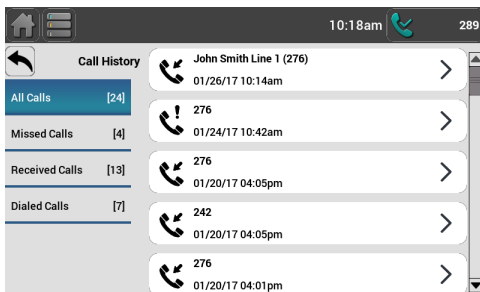 10:18am 289
Call History
All Calls [24]
Missed Calls [4]
Received Calls [13]
Dialed Calls [7]
John Smith Line 1 (276)
01/26/17 10:14am
276
01/24/17 10:42am
276
01/20/17 04:05pm
242
01/20/17 04:05pm
276
01/20/17 04:01pm